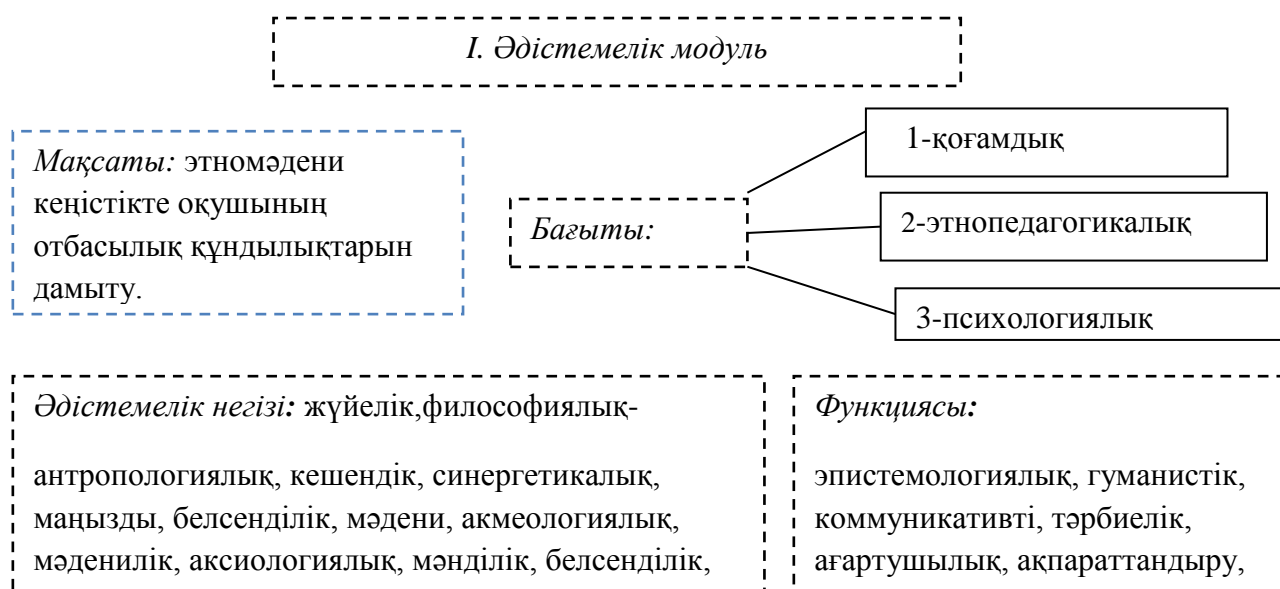 I. Әдістемелік модуль
Мақсаты: этномәдени
кеңістікте оқушының
отбасылық құндылықтарын
дамыту.
Бағыты:
1-қоғамдық
2-этнопедагогикалық
3-психологиялық
Әдістемелік негізі: жүйелік,философиялық-
антропологиялық, кешендік, синергетикалық,
маңызды, белсенділік, мәдени, акмеологиялық,
мәденилік, аксиологиялық, мәнділік, белсенділік,
Функциясы:
эпистемологиялық, гуманистік,
коммуникативті, тәрбиелік,
ағартушылық, ақпараттандыру,